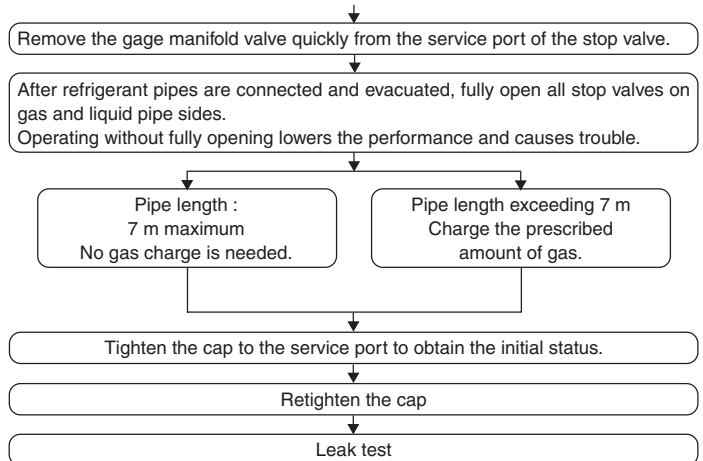 Remove the gage manifold valve quickly from the service port of the stop valve.
After refrigerant pipes are connected and evacuated, fully open all stop valves on
gas and liquid pipe sides.
Operating without fully opening lowers the performance and causes trouble.
Pipe length :
7 m maximum
No gas charge is needed.
Pipe length exceeding 7 m
Charge the prescribed
amount of gas.
Tighten the cap to the service port to obtain the initial status.
Retighten the cap
Leak test